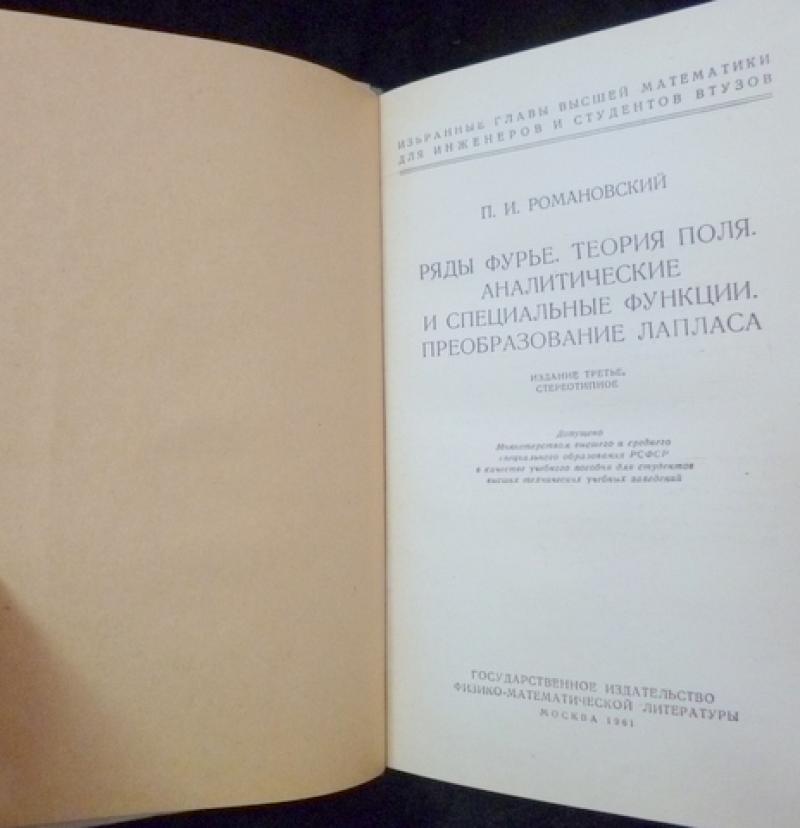 ИЗБРАННЫЕ ГЛАВЫ ВЫСШЕЙ МАТЕМАТИКИ
ДЛЯ ИНЖЕНЕРОВ И СТУДЕНТОВ ВТУЗОВ
П. И. РОМАНОВСКИЙ
РЯДЫ ФУРЬЕ. ТЕОРИЯ ПОЛЯ.
АНАЛИТИЧЕСКИЕ
И СПЕЦИАЛЬНЫЕ ФУНКЦИИ.
ПРЕОБРАЗОВАНИЕ ЛАПЛАСА
ИЗДАНИЕ ТРЕТЬЕ,
СТЕРЕОТИПНОЕ
Допущено
Министерством высшего и среднего
специального образования РСФСР
в качестве учебного пособия для студентов
высших технических учебных заведений
ГОСУДАРСТВЕННОЕ ИЗДАТЕЛЬСТВО
ФИЗИКО-МАТЕМАТИЧЕСКОЙ ЛИТЕРАТУРЫ
МОСКВА 1961